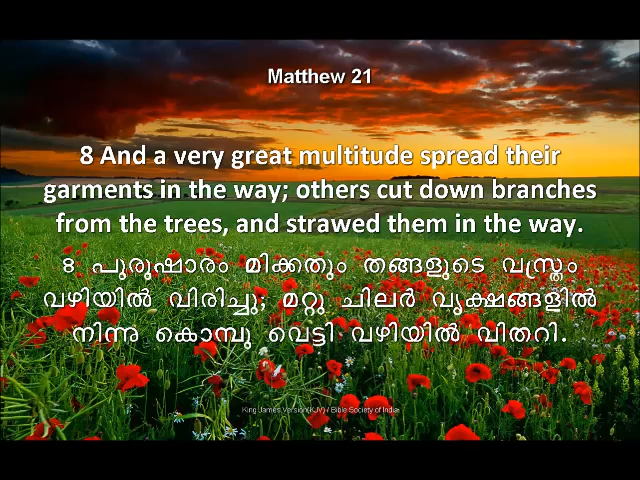 Matthew 21
8 And a very great multitude spread their
garments in the way; others cut down branches
from the trees, and strawed them in the way.
൪ പുരുഷാരം മിക്കതും തങ്ങളുടെ വസ്ത്രം
വഴിയിൽ വിരിച്ചു; മറ്റു ചിലർ വൃക്ഷങ്ങളിൽ
നിന്നു കൊമ്പു വെട്ടി വഴിയിൽ വിതറി.
King James Version(KJV) / Bible Society of India